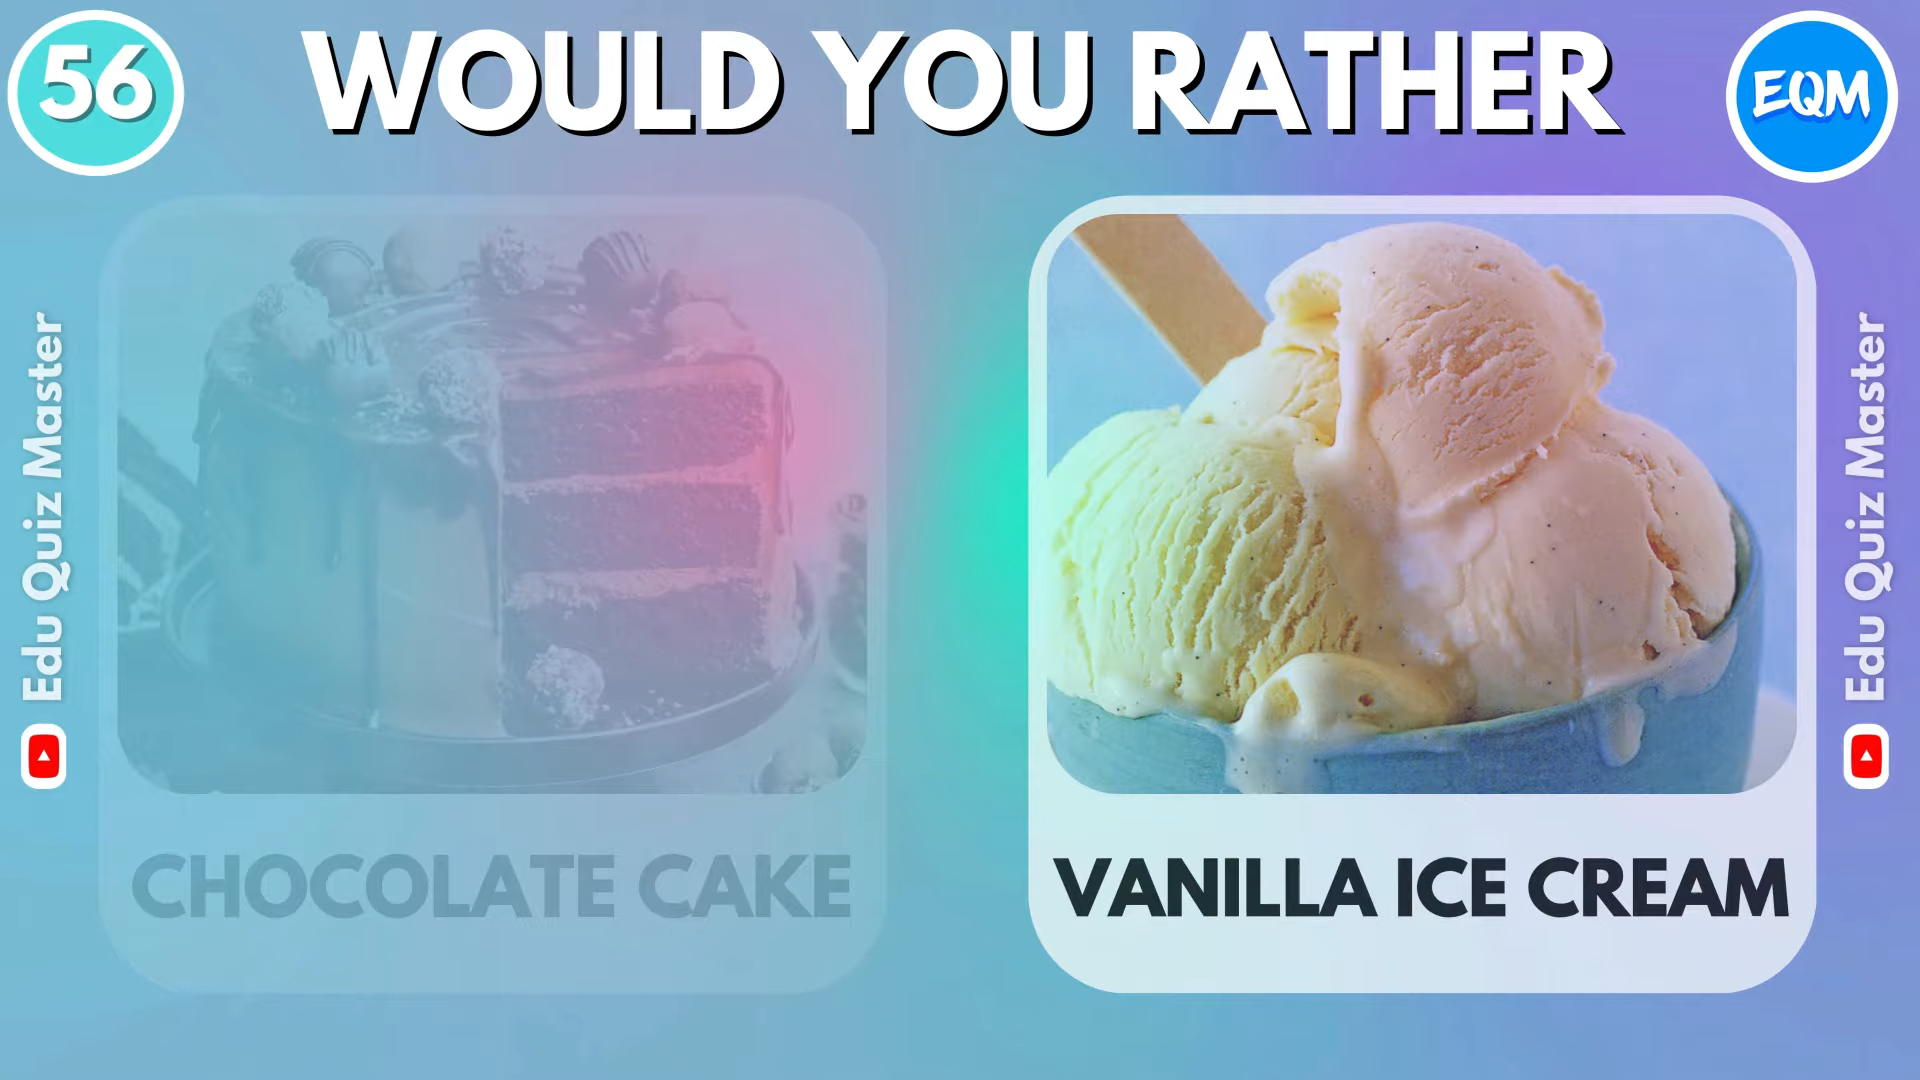 56
WOULD YOU RATHER
EQM
Edu Quiz Master
CHOCOLATE CAKE
VANILLA ICE CREAM
Edu Quiz Master